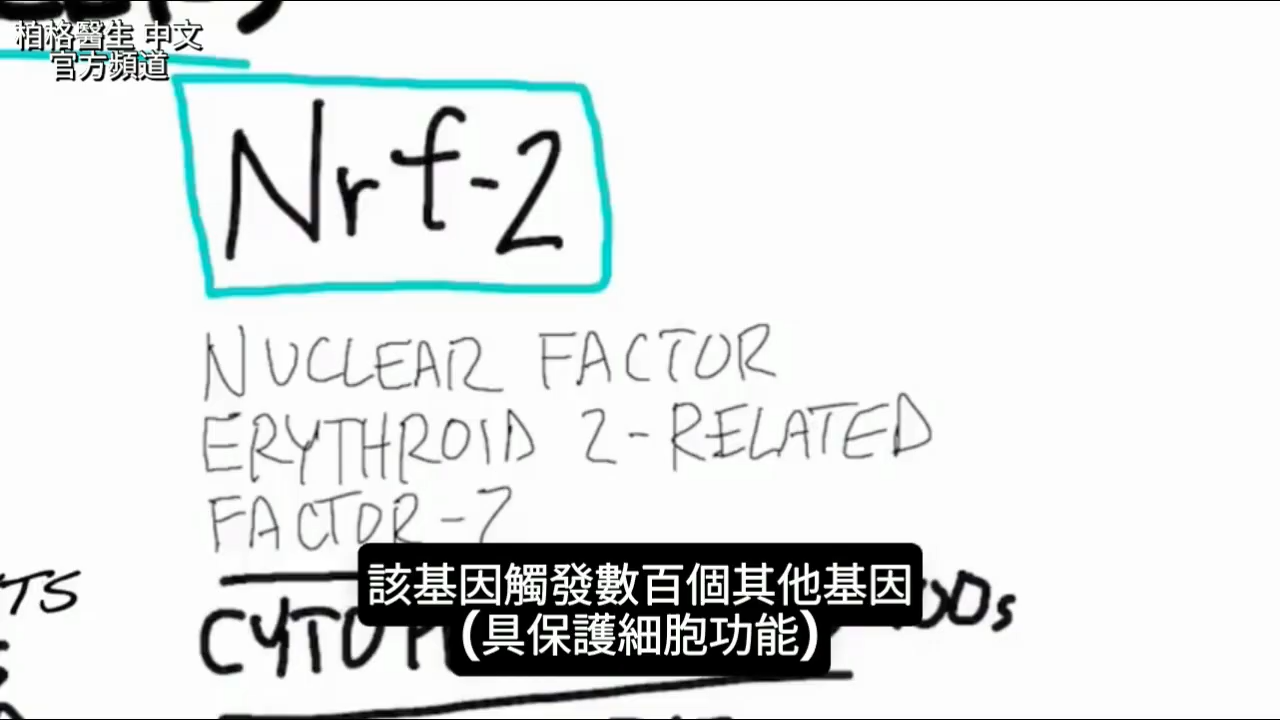 柏格醫生 中文
官方頻道
Nrf-2
NUCLEAR FACTOR
ERYTHROID 2-RELATED
FACTOR-2
該基因觸發數百個其他基因
(具保護細胞功能)